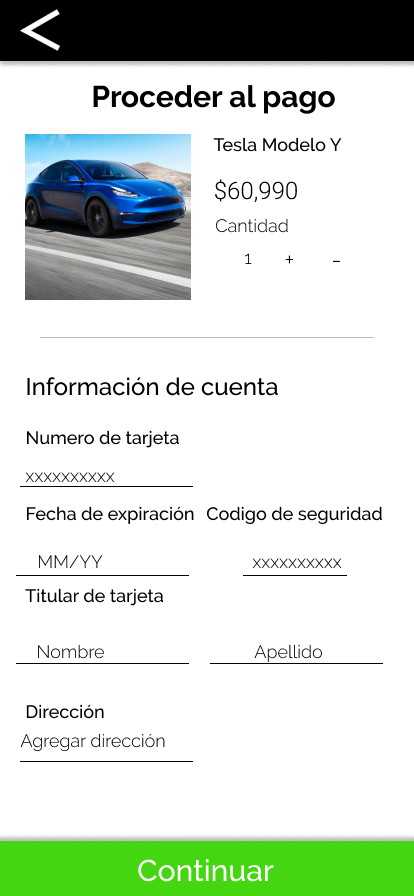 Proceder al pago
Tesla Modelo Y
$60,990
Cantidad
1 + -
Información de cuenta
Numero de tarjeta
xxxxxxxxxx
Fecha de expiración Codigo de seguridad
MM/YY xxxxxxxxxx
Titular de tarjeta
Nombre Apellido
Dirección
Agregar dirección
Continuar